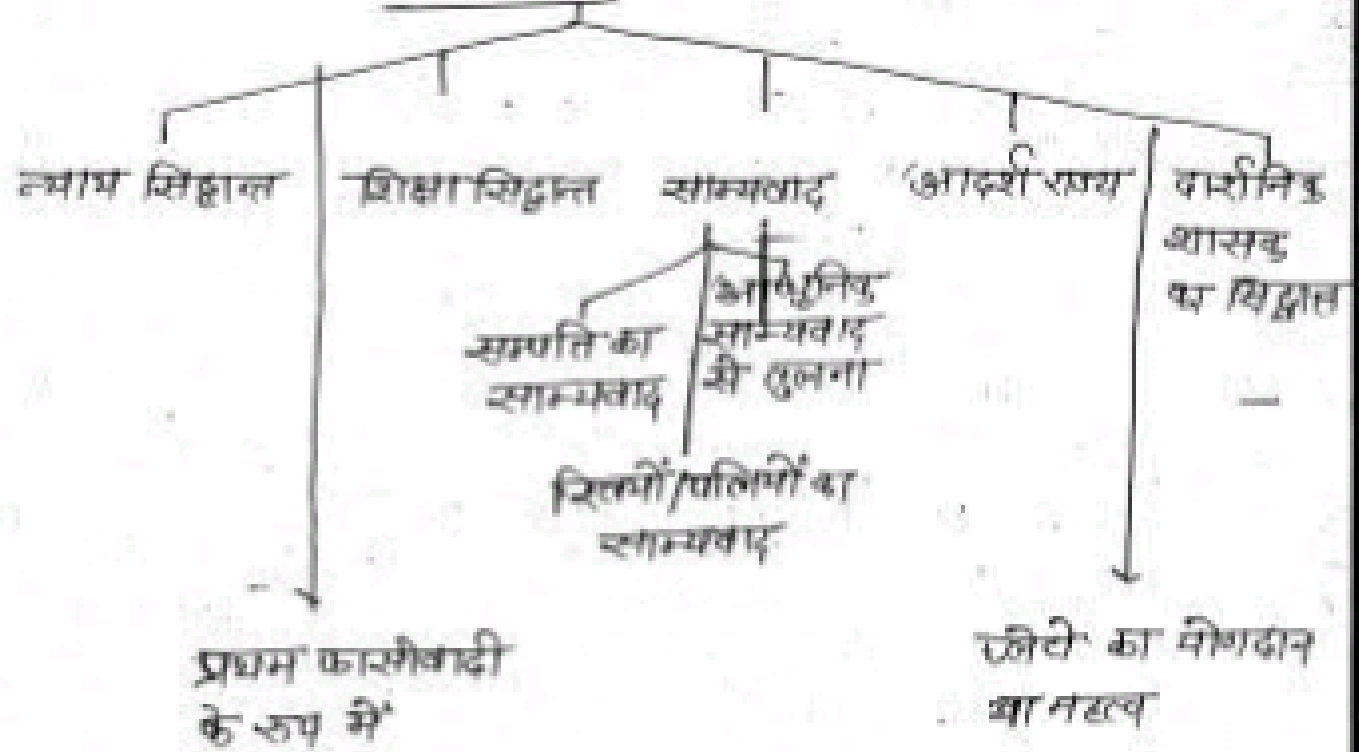 न्याय सिद्धान्त
शिक्षा सिद्धान्त
साम्यवाद
आदर्श राज्य
दार्शनिक
शासक
का सिद्धान्त
सम्पत्ति का
साम्यवाद
आधुनिक
साम्यवाद
से तुलना
स्त्रियों/पत्नियों का
साम्यवाद
प्रथम फासीवादी
के रूप में
प्लेटो का योगदान
या महत्व